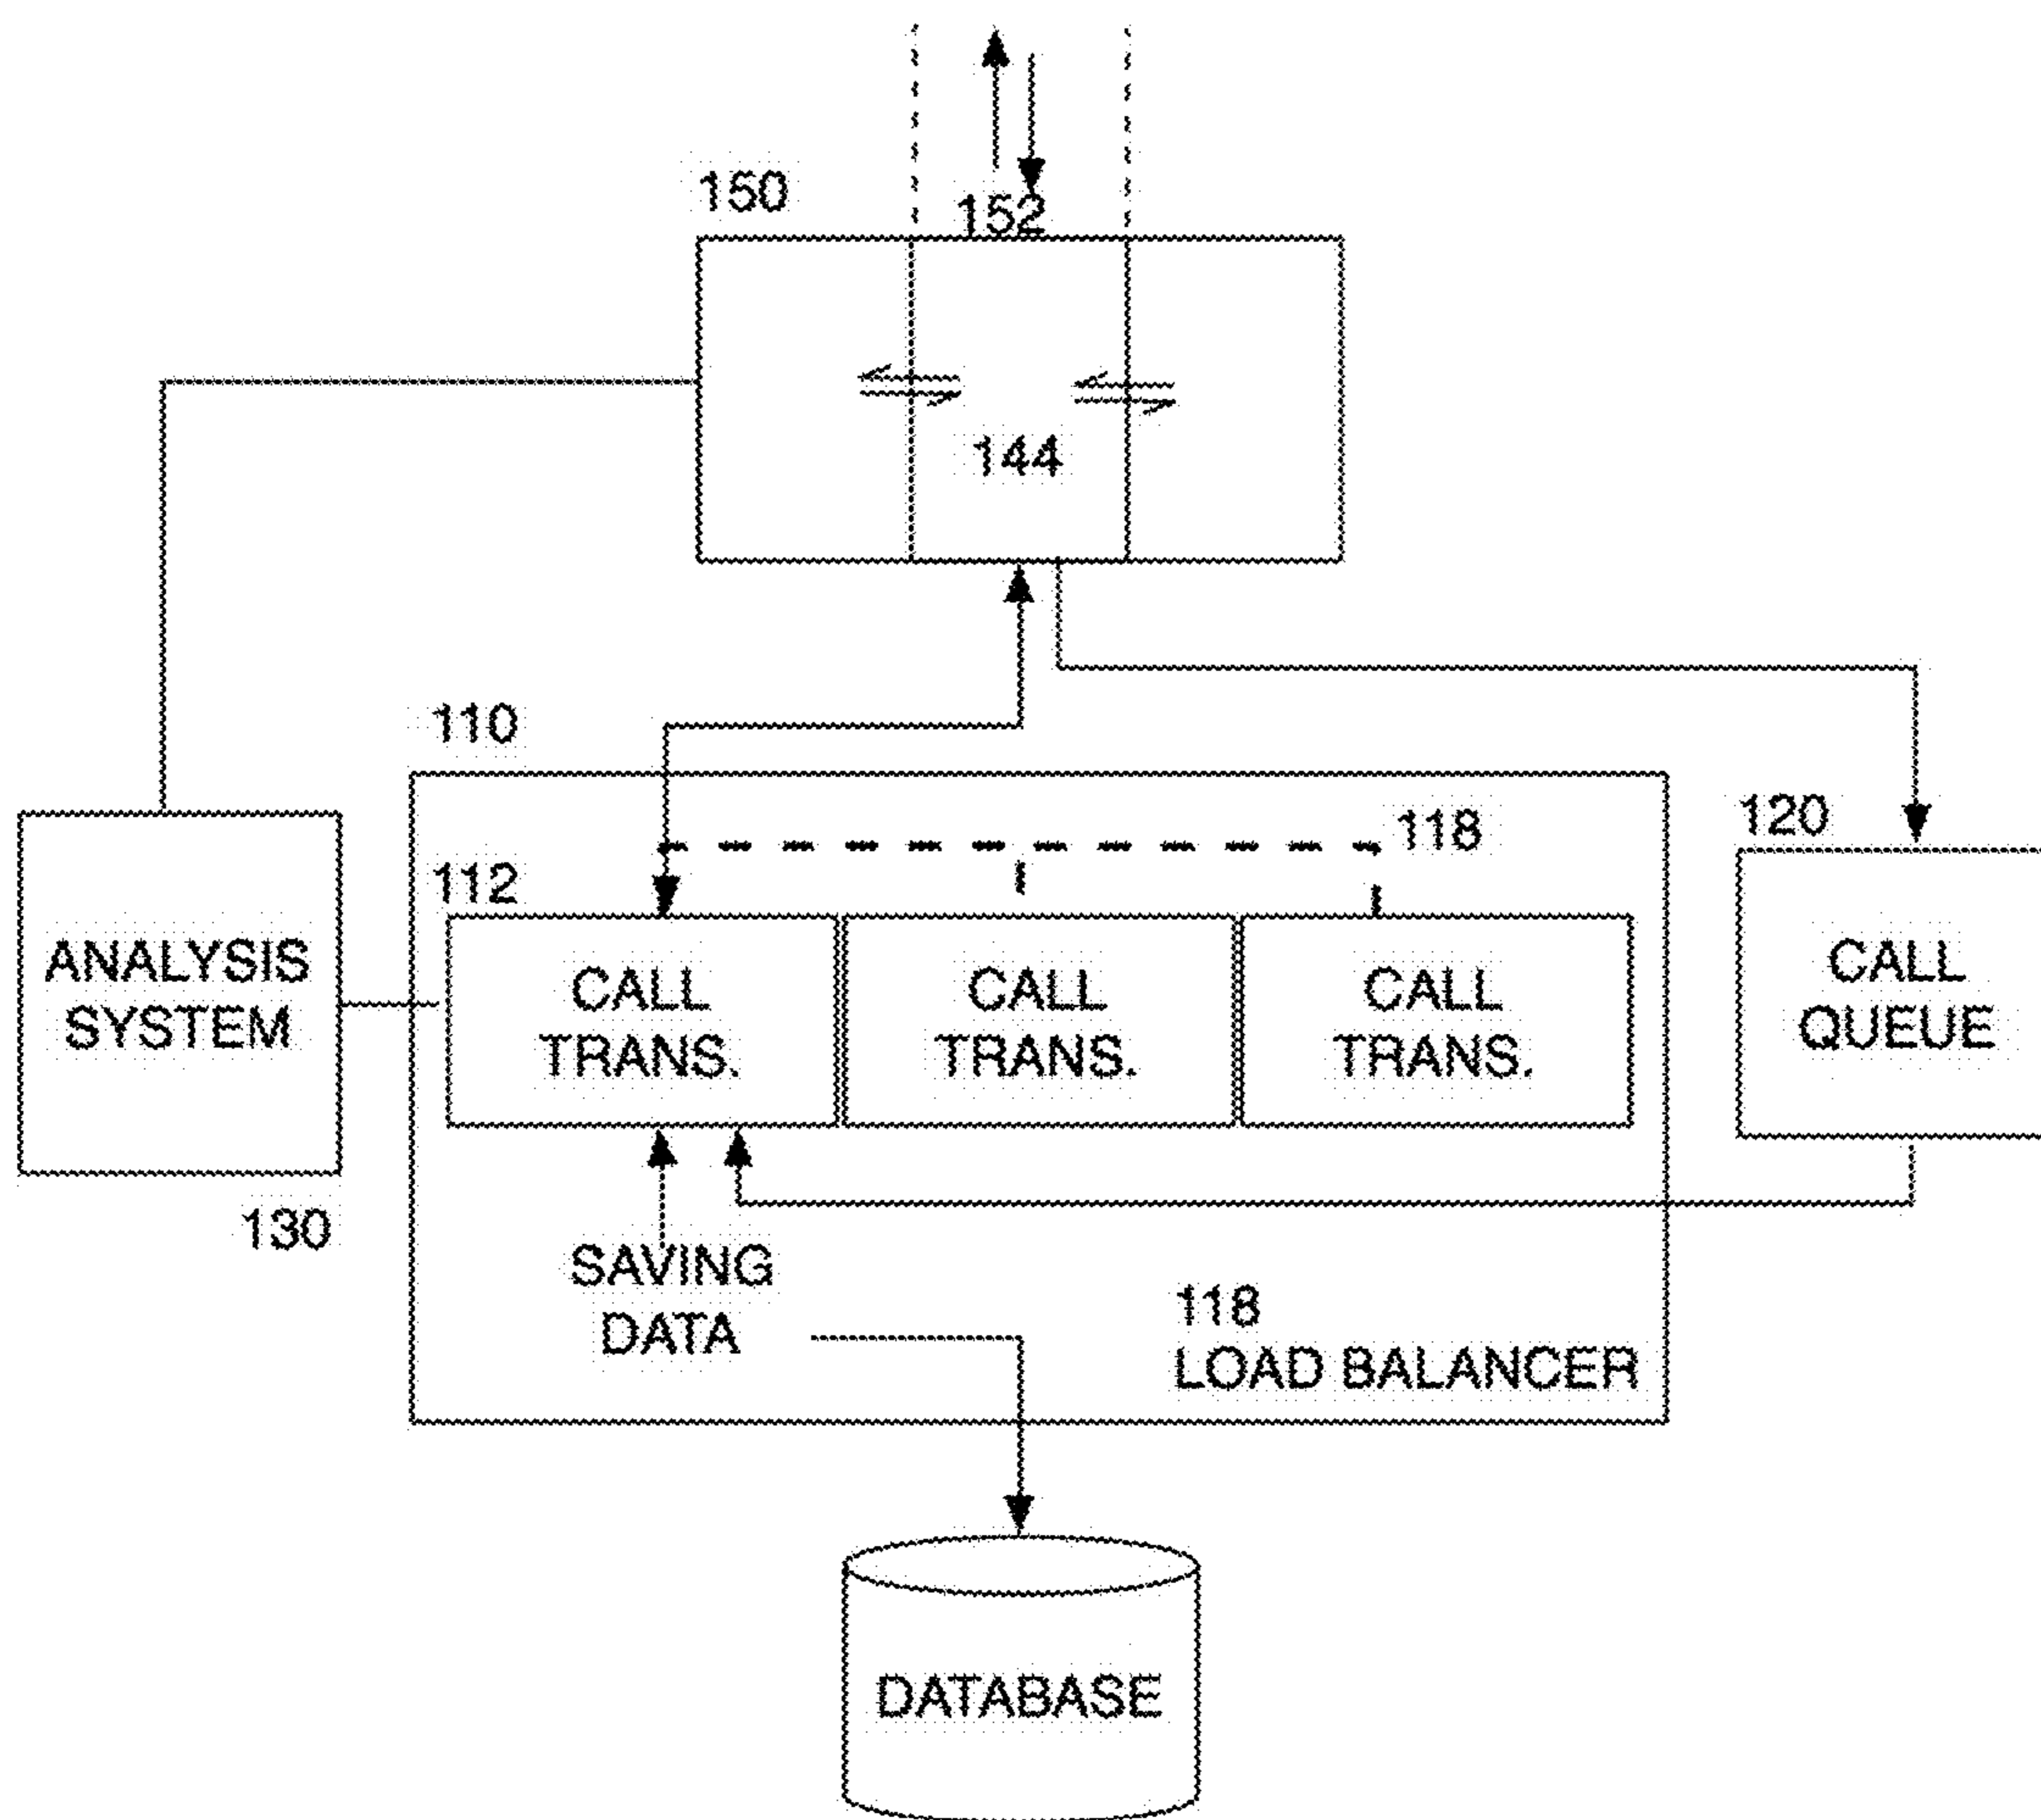 150
152
144
110
118
120
112
ANALYSIS
SYSTEM
CALL
TRANS.
CALL
TRANS.
CALL
TRANS.
CALL
QUEUE
130
SAVING
DATA
118
LOAD BALANCER
DATABASE